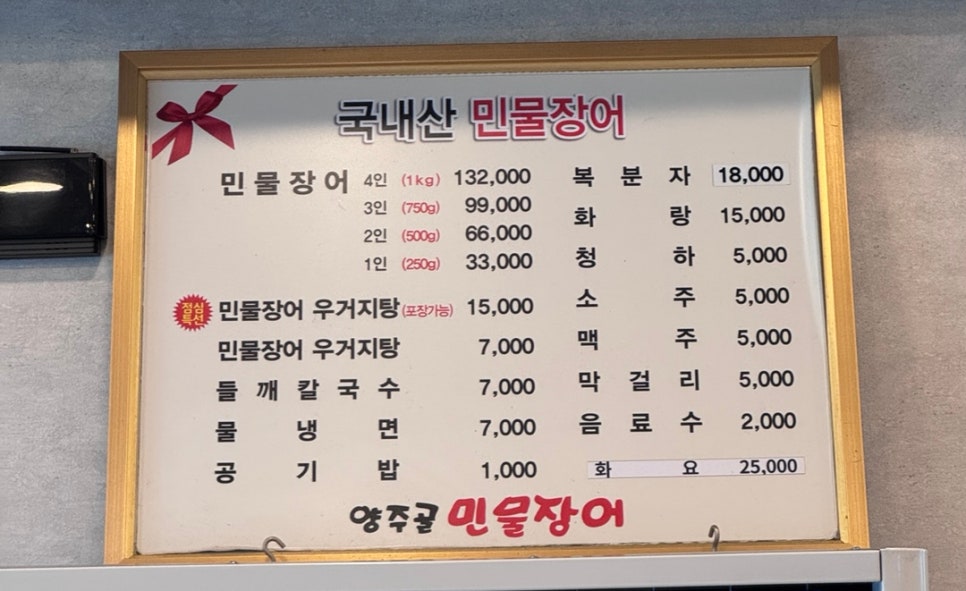 국내산 민물장어
민물장어 4인 (1kg) 132,000
3인 (750g) 99,000
2인 (500g) 66,000
1인 (250g) 33,000
점심특선 민물장어 우거지탕(포장가능) 15,000
민물장어 우거지탕 7,000
들깨칼국수 7,000
물냉면 7,000
공기밥 1,000
복분자 18,000
화랑 15,000
청하 5,000
소주 5,000
맥주 5,000
막걸리 5,000
음료수 2,000
화요 25,000
양주골 민물장어